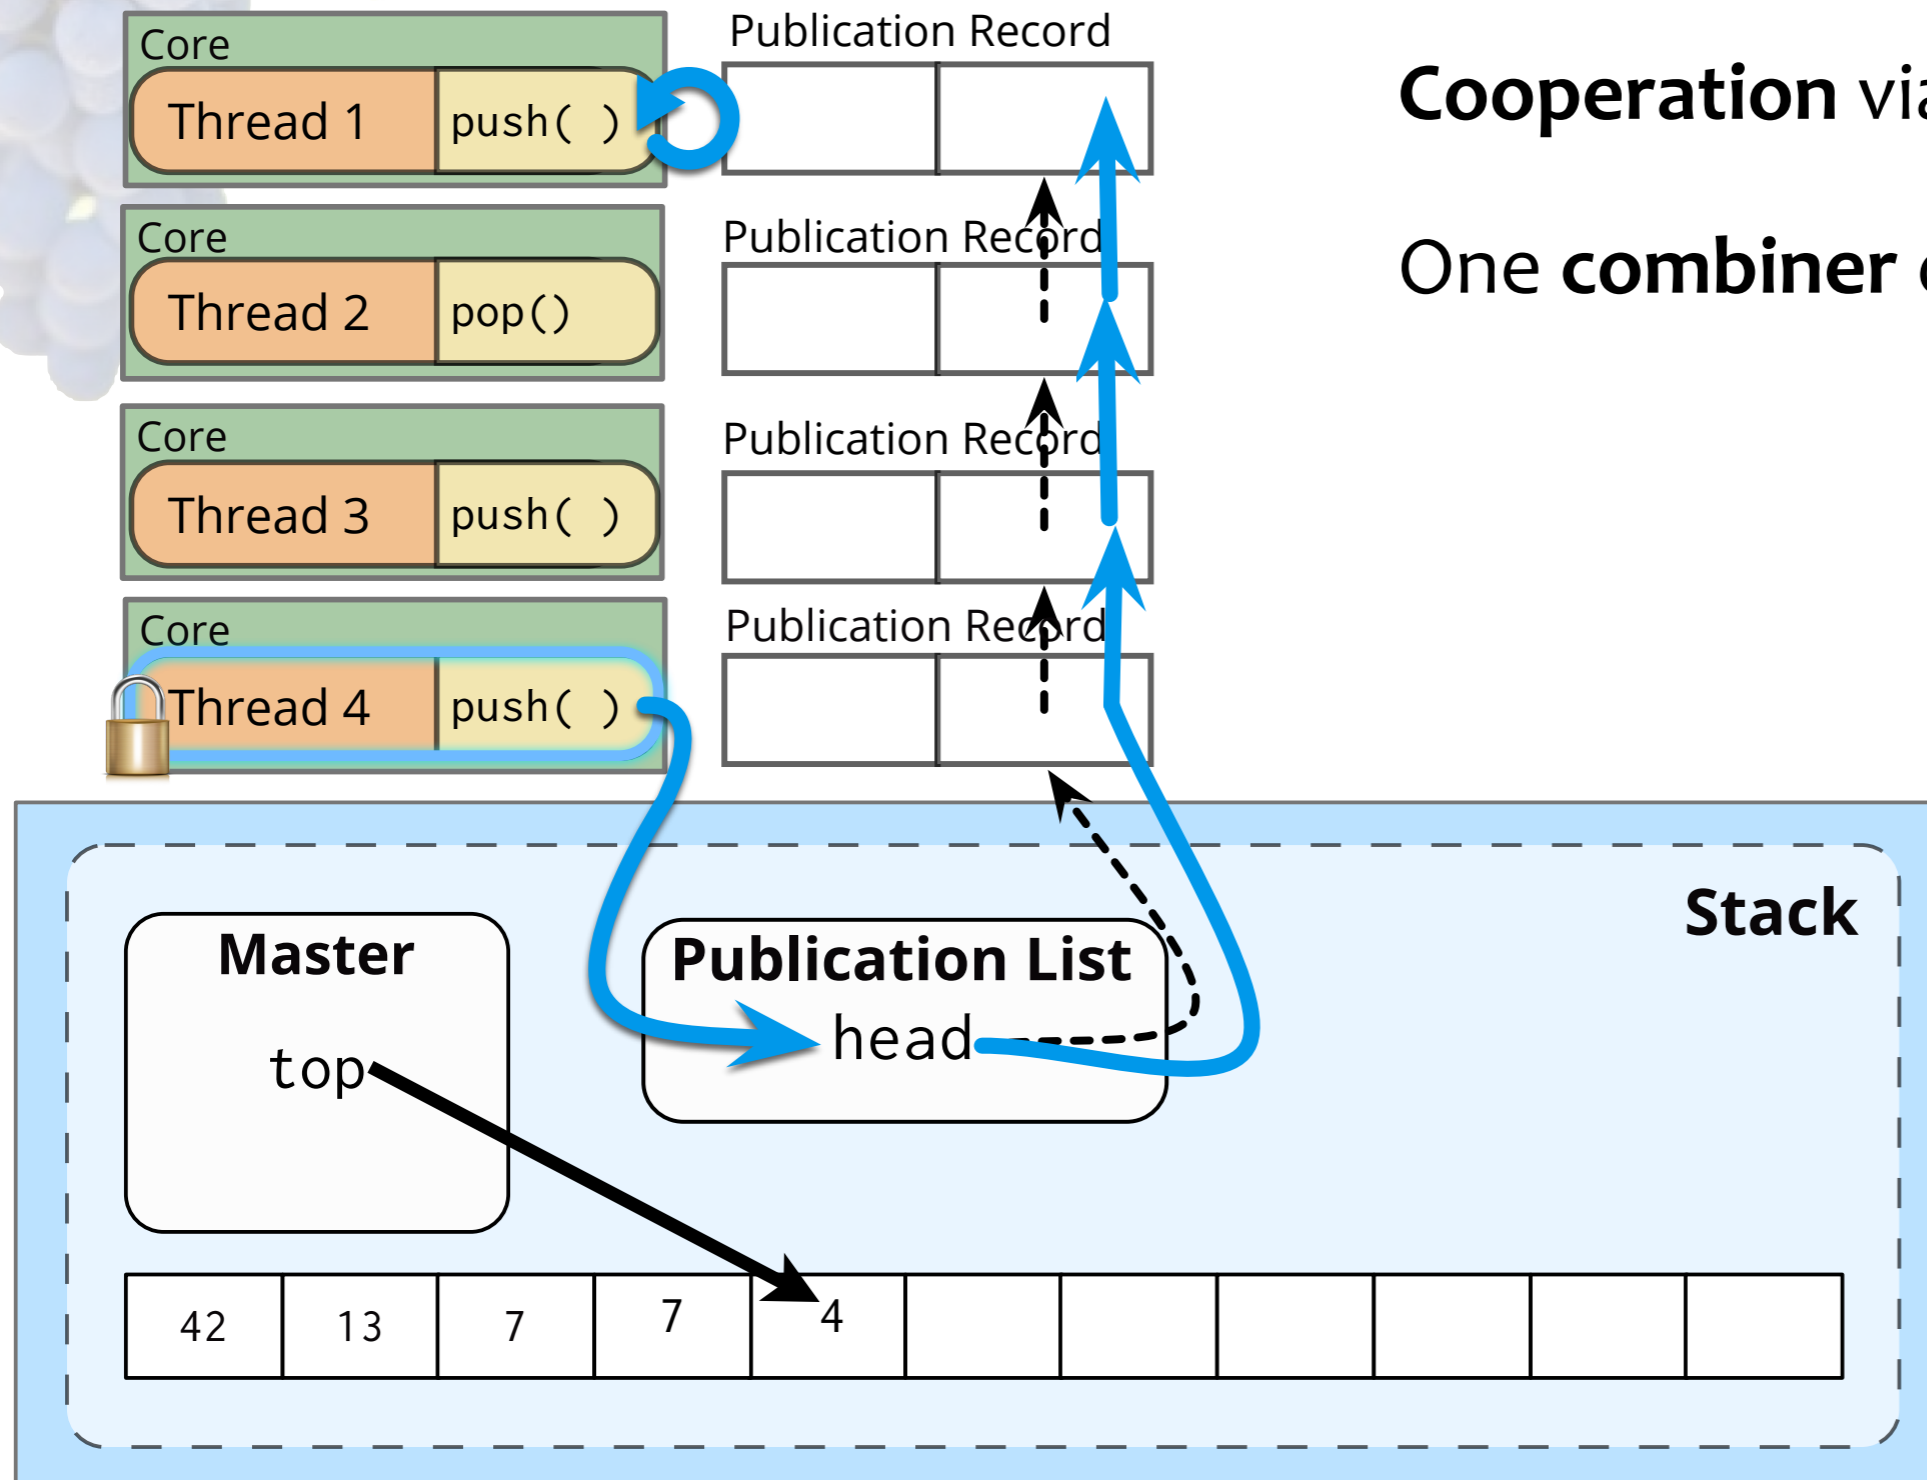 Core
Thread 1 push( )
Publication Record
Cooperation via
Core
Thread 2 pop()
Publication Record
One combiner
Core
Thread 3 push( )
Publication Record
Core
Thread 4 push( )
Publication Record
Stack
Master
top
Publication List
head
42 13 7 7 4